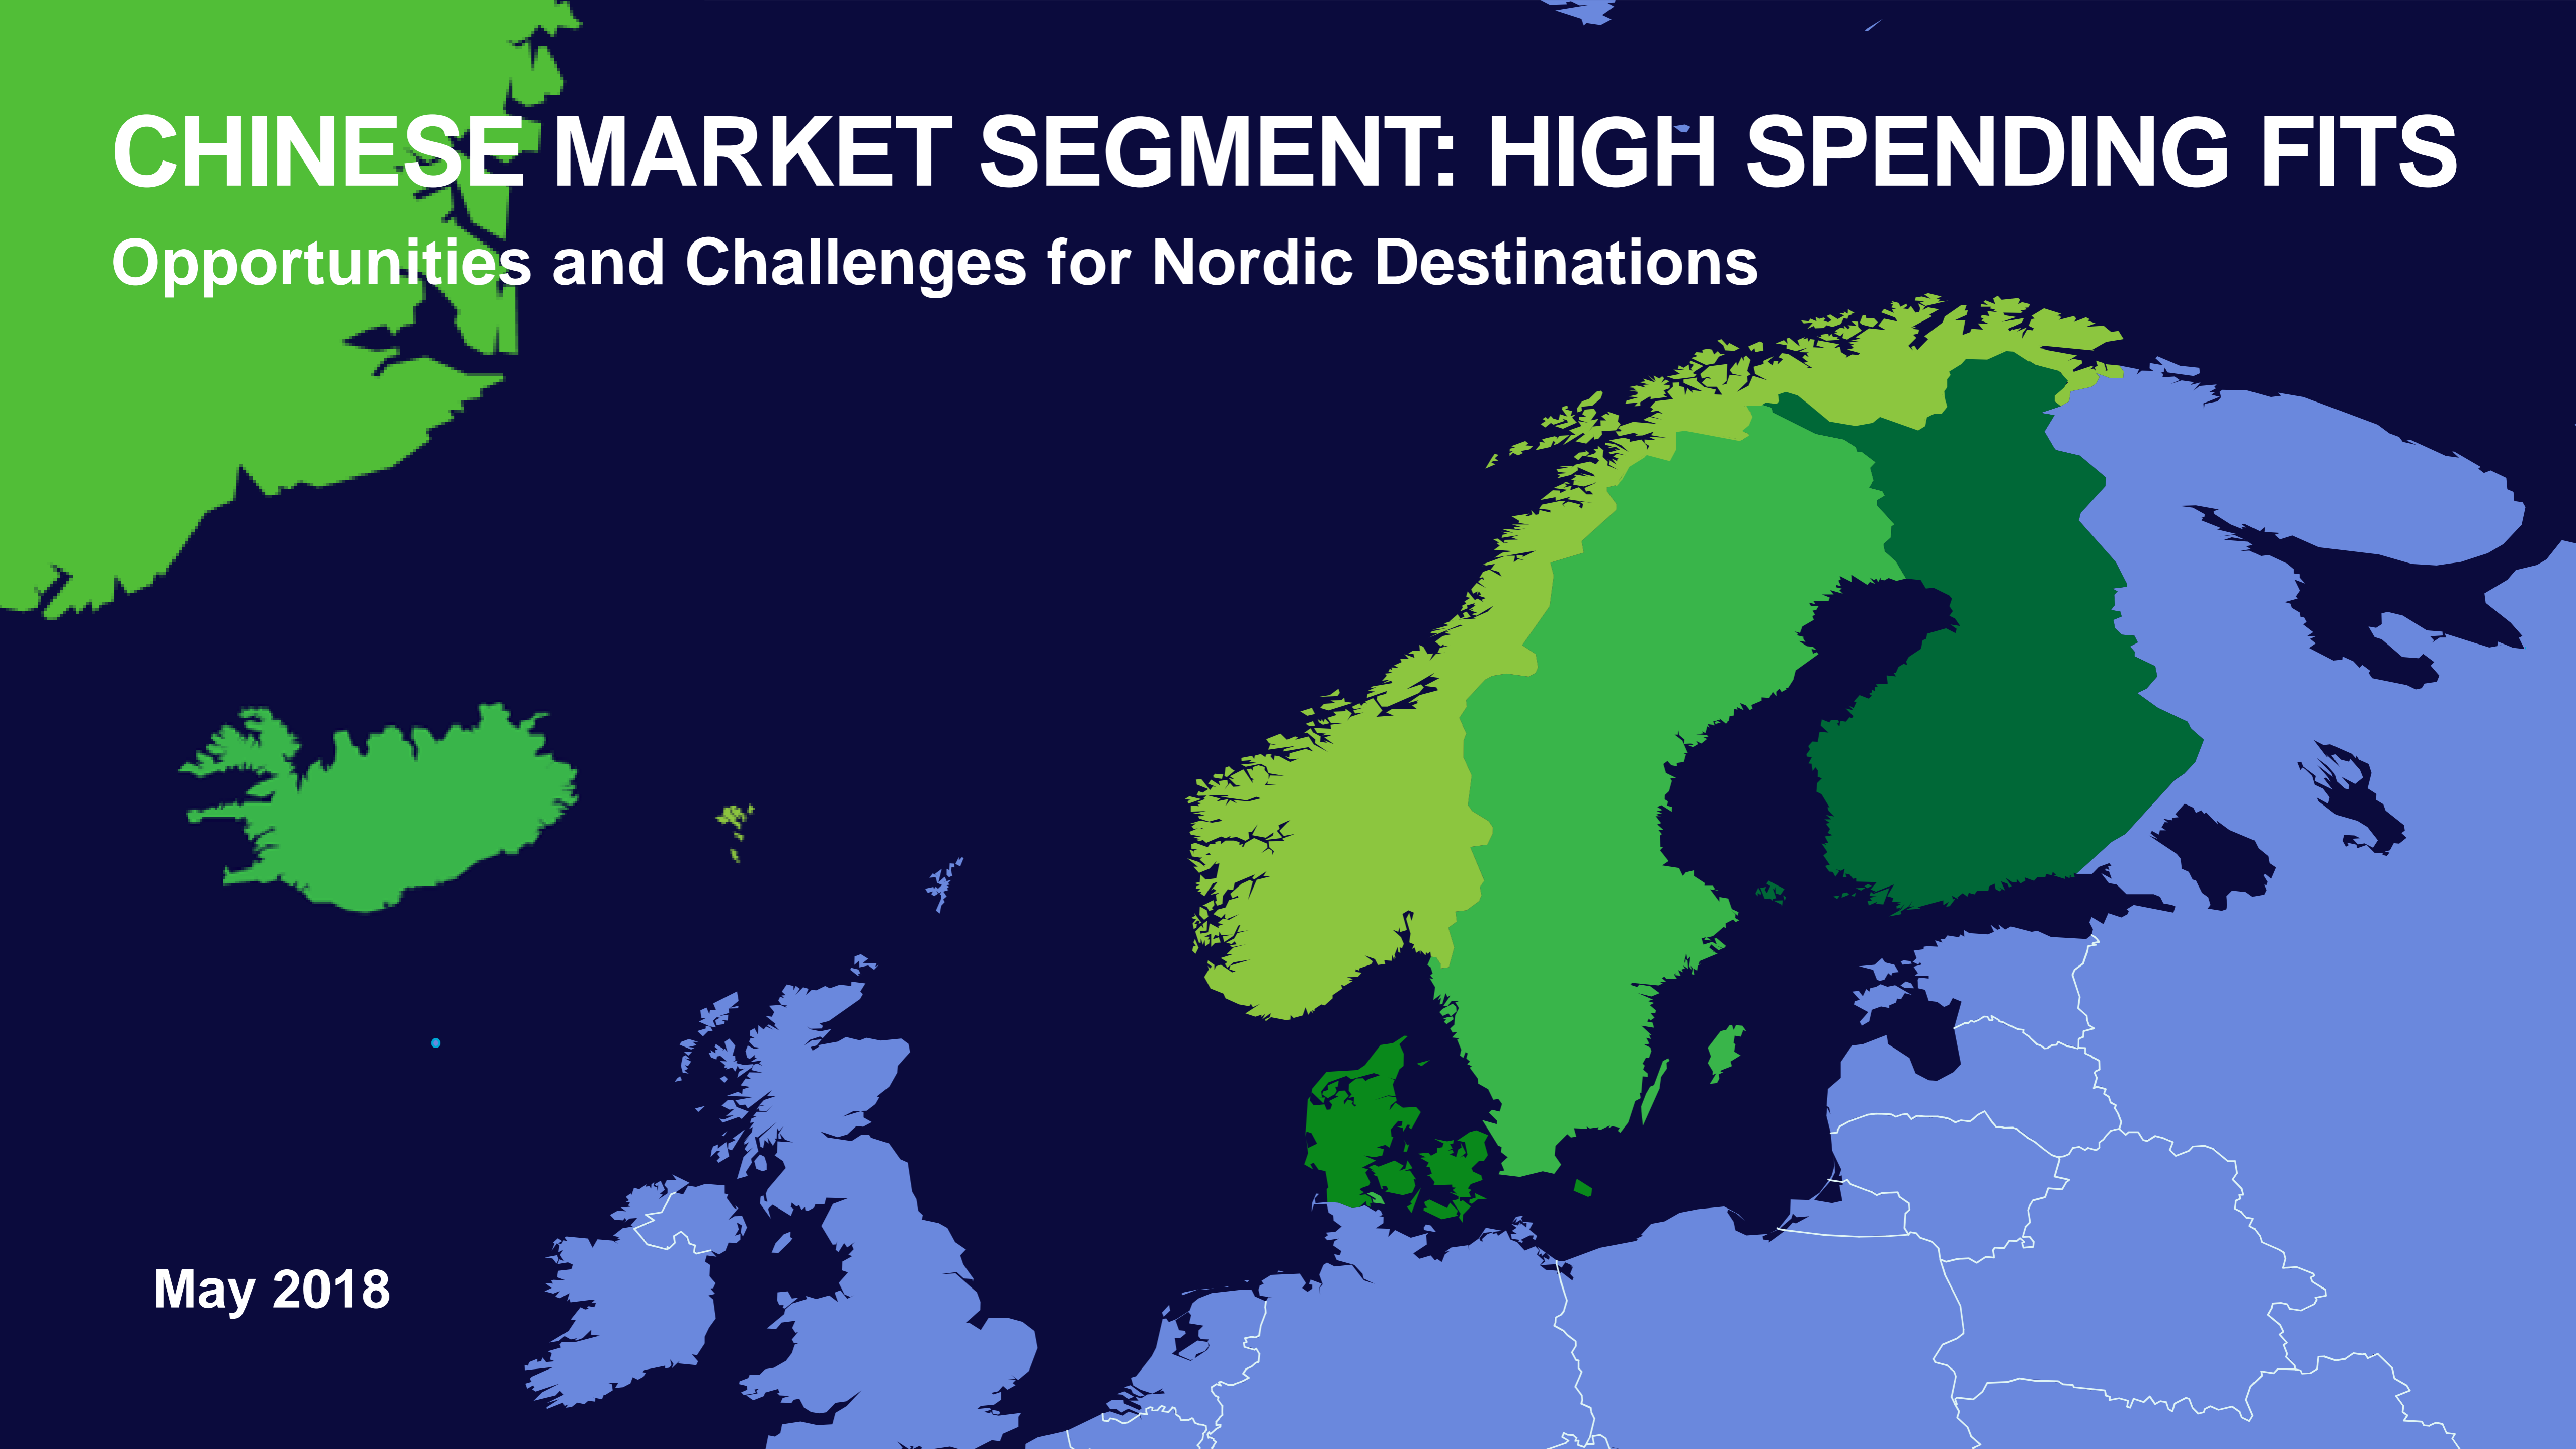 CHINESE MARKET SEGMENT: HIGH SPENDING FITS
Opportunities and Challenges for Nordic Destinations
May 2018